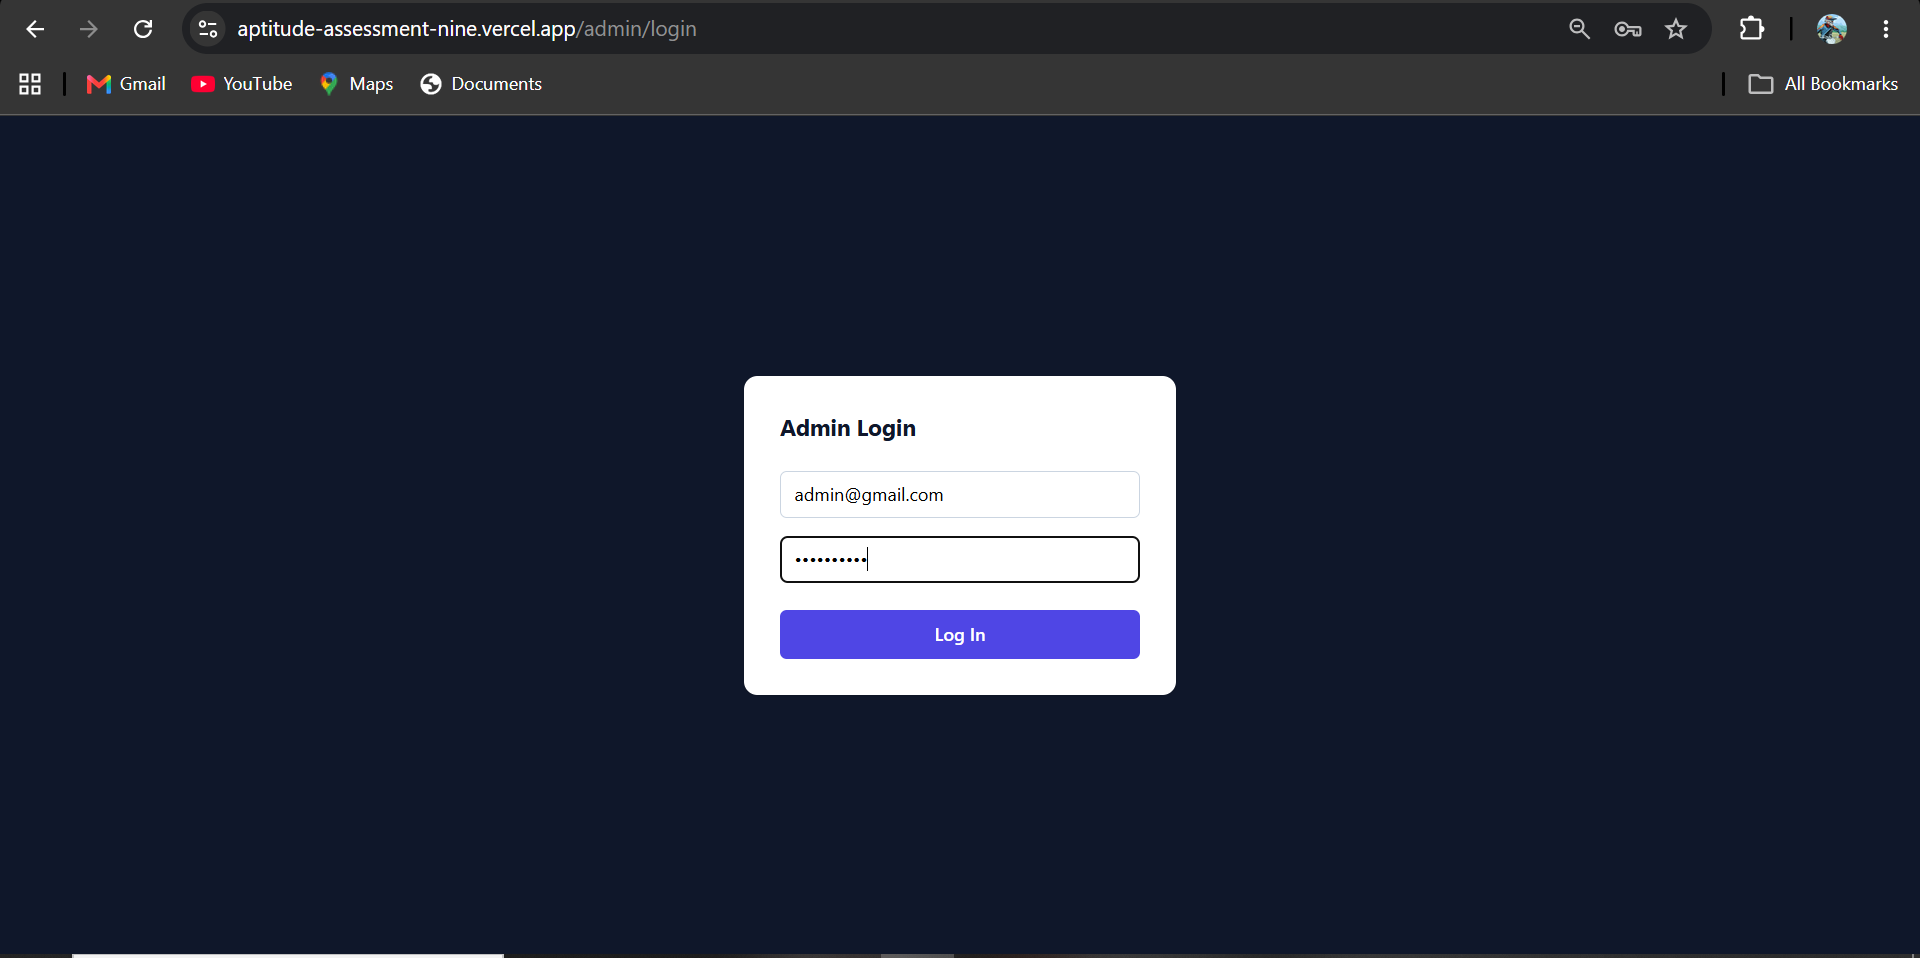 aptitude-assessment-nine.vercel.app/admin/login
Gmail YouTube Maps Documents All Bookmarks
Admin Login
admin@gmail.com
••••••••••
Log In